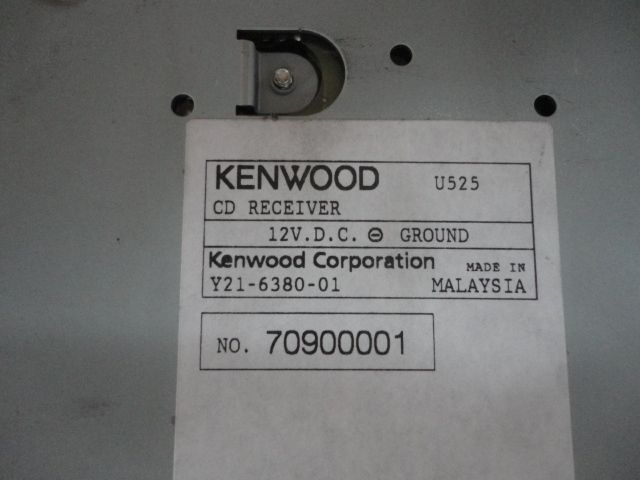 KENWOOD U525
CD RECEIVER
12V.D.C. ⊖ GROUND
Kenwood Corporation MADE IN
Y21-6380-01 MALAYSIA
NO. 70900001